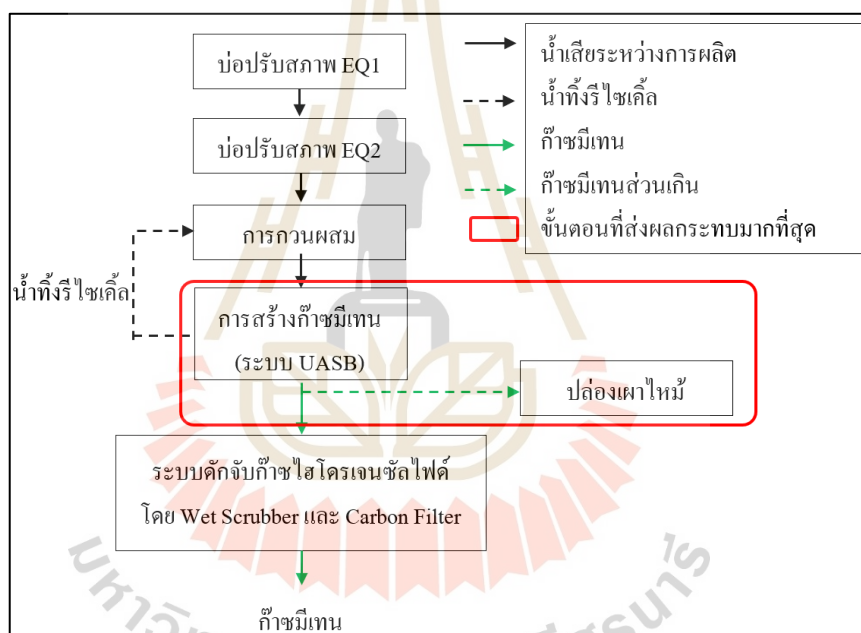 บ่อปรับสภาพ EQ1
บ่อปรับสภาพ EQ2
การกวนผสม
น้ำทิ้งรีไซเคิ้ล
การสร้างก๊าซมีเทน
(ระบบ UASB)
ปล่องเผาไหม้
ระบบดักจับก๊าซไฮโดรเจนซัลไฟด์
โดย Wet Scrubber และ Carbon Filter
ก๊าซมีเทน
น้ำเสียระหว่างการผลิต
น้ำทิ้งรีไซเคิ้ล
ก๊าซมีเทน
ก๊าซมีเทนส่วนเกิน
ขั้นตอนที่ส่งผลกระทบมากที่สุด